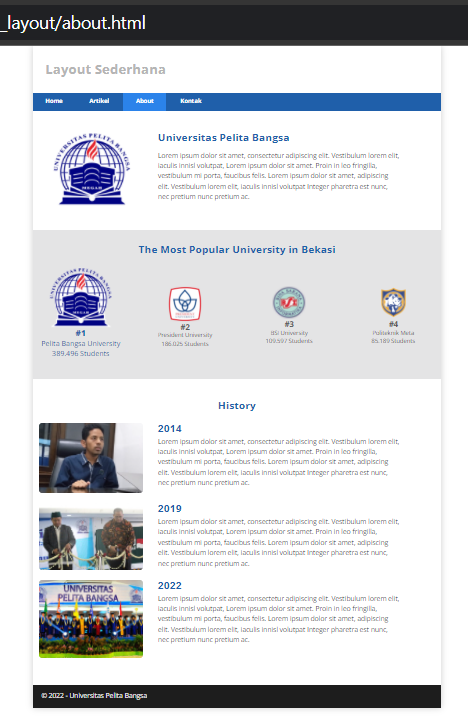 _layout/about.html
Layout Sederhana
Home Artikel About Kontak
UNIVERSITAS PELITA BANGSA
Universitas Pelita Bangsa
Lorem ipsum dolor sit amet, consectetur adipiscing elit. Vestibulum lorem elit,
iaculis innisl volutpat. Lorem ipsum dolor sit amet. Proin in leo fringilla,
vestibulum mi porta, faucibus felis. Lorem ipsum dolor sit amet, adipiscing
Vestibulum lorem elit, iaculis innisl volutpat Integer pharetra est nunc,
nec pretium nunc pretium ac.
The Most Popular University in Bekasi
UNIVERSITAS PELITA BANGSA
#1
Pelita Bangsa University
389.496 Students
#2
President University
186.025 Students
#3
BSI University
109.597 Students
#4
Politeknik Meta
85.189 Students
History
2014
Lorem ipsum dolor sit amet, consectetur adipiscing elit. Vestibulum lorem elit,
iaculis innisl volutpat. Lorem ipsum dolor sit amet. Proin in leo fringilla,
vestibulum mi porta, faucibus felis. Lorem ipsum dolor sit amet, adipiscing
elit. Vestibulum lorem elit, iaculis innisl volutpat Integer pharetra est nunc,
nec pretium nunc pretium ac.
2019
Lorem ipsum dolor sit amet, consectetur adipiscing elit. Vestibulum lorem elit,
iaculis innisl volutpat. Lorem ipsum dolor sit amet. Proin in leo fringilla,
vestibulum mi porta, faucibus felis. Lorem ipsum dolor sit amet, adipiscing
elit. Vestibulum lorem elit, iaculis innisl volutpat Integer pharetra est nunc,
nec pretium nunc pretium ac.
UNIVERSITAS
PELITA BANGSA
2022
Lorem ipsum dolor sit amet, consectetur adipiscing elit. Vestibulum lorem elit,
iaculis innisl volutpat. Lorem ipsum dolor sit amet. Proin in leo fringilla,
vestibulum mi porta, faucibus felis. Lorem ipsum dolor sit amet, adipiscing
elit. Vestibulum lorem elit, iaculis innisl volutpat Integer pharetra est nunc,
nec pretium nunc pretium ac.
© 2022 - Universitas Pelita Bangsa